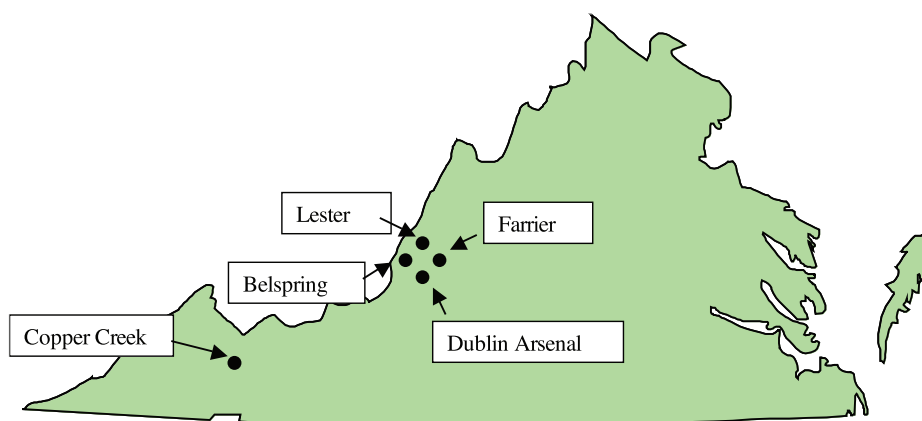 Lester
Farrier
Belspring
Copper Creek
Dublin Arsenal